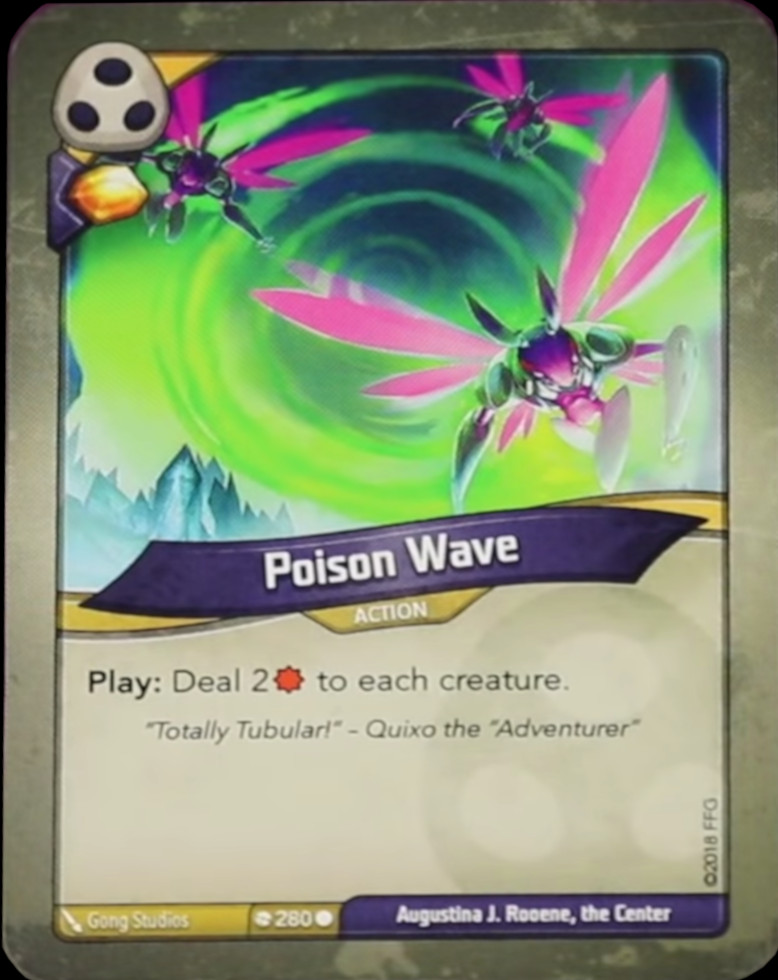 Poison Wave
ACTION
Play: Deal 2 to each creature.
"Totally Tubular!" – Quixo the "Adventurer"
©2018 FFG
Gong Studios
280
Augustina J. Rooene, the Center